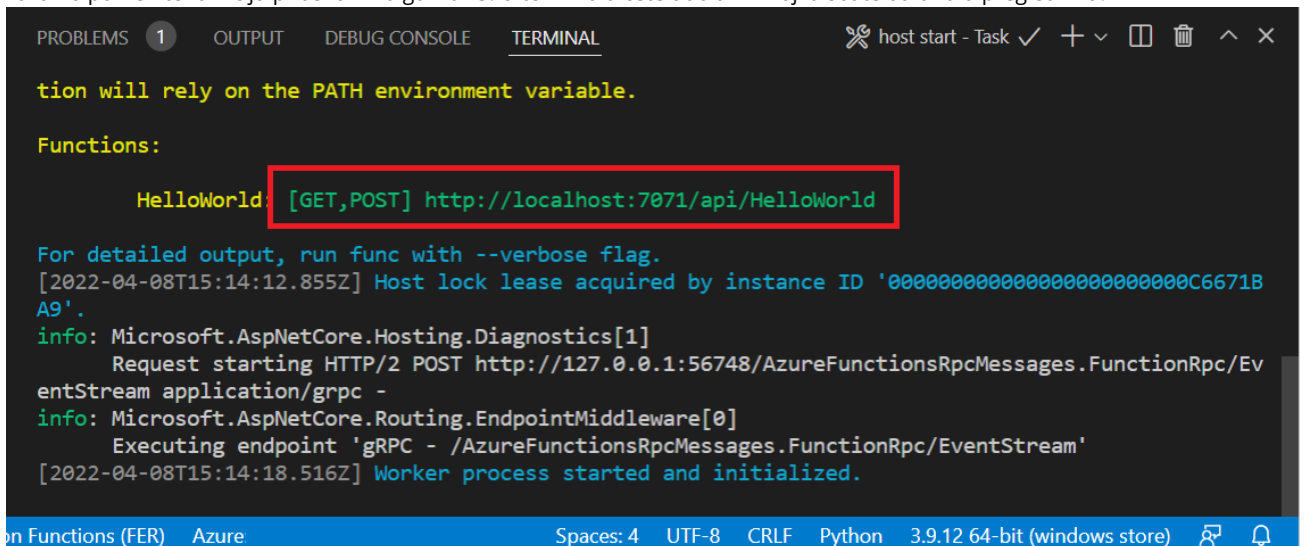 PROBLEMS 1 OUTPUT DEBUG CONSOLE TERMINAL host start - Task
tion will rely on the PATH environment variable.
Functions:
HelloWorld: [GET,POST] http://localhost:7071/api/HelloWorld
For detailed output, run func with --verbose flag.
[2022-04-08T15:14:12.855Z] Host lock lease acquired by instance ID '000000000000000000000000C6671B
A9'.
info: Microsoft.AspNetCore.Hosting.Diagnostics[1]
Request starting HTTP/2 POST http://127.0.0.1:56748/AzureFunctionsRpcMessages.FunctionRpc/Ev
entStream application/grpc -
info: Microsoft.AspNetCore.Routing.EndpointMiddleware[0]
Executing endpoint 'gRPC - /AzureFunctionsRpcMessages.FunctionRpc/EventStream'
[2022-04-08T15:14:18.516Z] Worker process started and initialized.
on Functions (FER) Azure Spaces: 4 UTF-8 CRLF Python 3.9.12 64-bit (windows store)